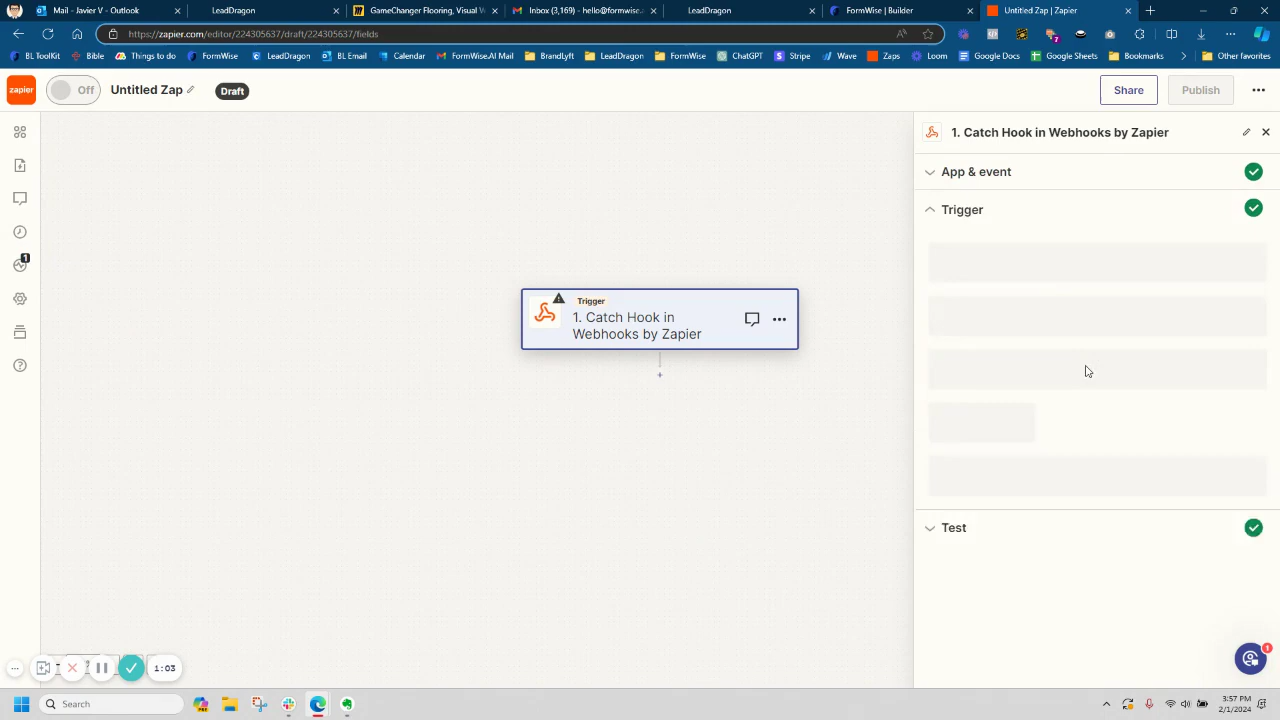 Mail - Javier V - Outlook
LeadDragon
GameChanger Flooring, Visual W
Inbox (3,169) - hello@formwise.
LeadDragon
FormWise | Builder
Untitled Zap | Zapier
https://zapier.com/editor/224305637/draft/224305637/fields
BL ToolKit
Bible
Things to do
FormWise
LeadDragon
BL Email
Calendar
FormWise.AI Mail
BrandLyft
LeadDragon
FormWise
ChatGPT
Stripe
Wave
Zaps
Loom
Google Docs
Google Sheets
Bookmarks
Other favorites
zapier
Off
Untitled Zap
Draft
Share
Publish
1
1. Catch Hook in Webhooks by Zapier
App & event
Trigger
Trigger
1. Catch Hook in
Webhooks by Zapier
Test
1:03
1
Search
3:57 PM
2/1/2024